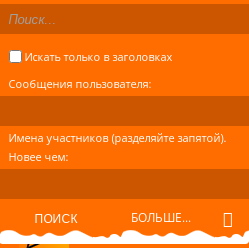 Поиск...
Искать только в заголовках
Сообщения пользователя:
Имена участников (разделяйте запятой).
Новее чем:
ПОИСК
БОЛЬШЕ...